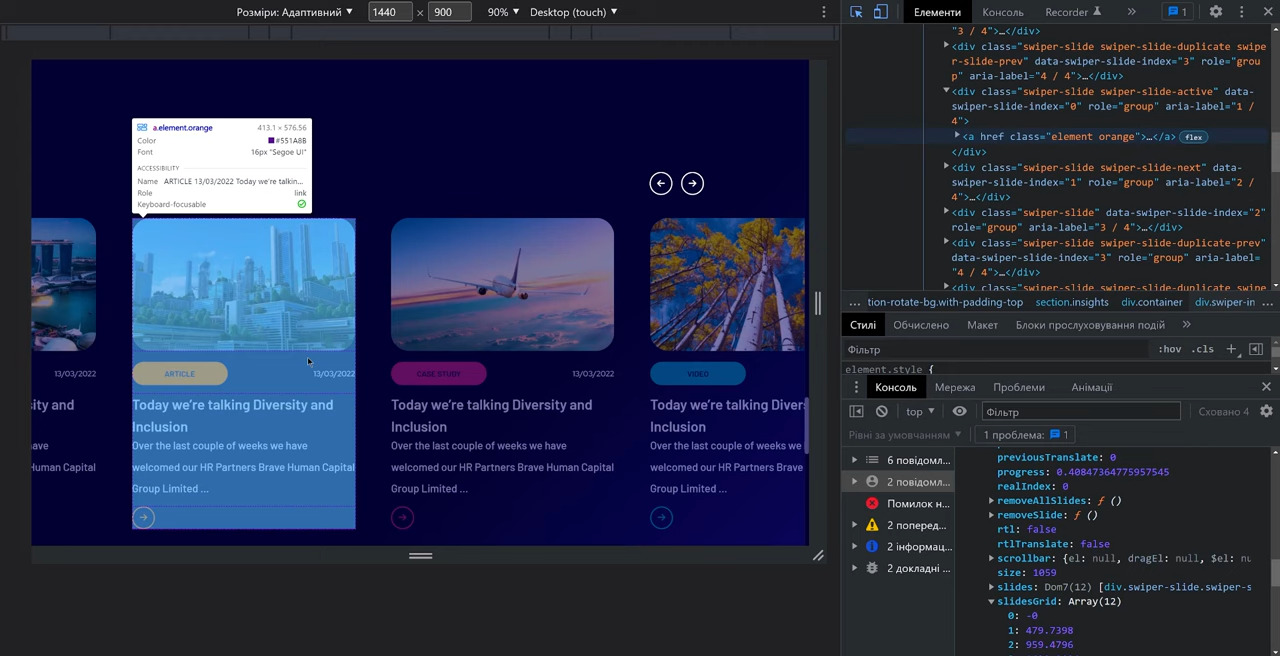 Розміри: Адаптивний ▼ 1440 × 900 90% ▼ Desktop (touch) ▼
a.element.orange 413.1 × 576.56
Color #551A8B
Font 16px "Segoe UI"
ACCESSIBILITY
Name ARTICLE 13/03/2022 Today we're talkin...
Role link
Keyboard-focusable
13/03/2022
ARTICLE 13/03/2022
CASE STUDY 13/03/2022
VIDEO
sity and
Today we're talking Diversity and
Inclusion
Today we're talking Diversity and
Inclusion
Today we're talking Divers
Inclusion
have
Human Capital
Over the last couple of weeks we have
welcomed our HR Partners Brave Human Capital
Group Limited ...
Over the last couple of weeks we have
welcomed our HR Partners Brave Human Capital
Group Limited ...
Over the last couple of weeks we
welcomed our HR Partners Brave
Group Limited ...
Елементи Консоль Recorder » 1
"3 / 4">…</div>
<div class="swiper-slide swiper-slide-duplicate swipe
r-slide-prev" data-swiper-slide-index="3" role="grou
p" aria-label="4 / 4">…</div>
<div class="swiper-slide swiper-slide-active" data-
swiper-slide-index="0" role="group" aria-label="1 /
4">
<a href class="element orange">…</a> flex
</div>
<div class="swiper-slide swiper-slide-next" data-
swiper-slide-index="1" role="group" aria-label="2 /
4">…</div>
<div class="swiper-slide" data-swiper-slide-index="2"
role="group" aria-label="3 / 4">…</div>
<div class="swiper-slide swiper-slide-duplicate-prev"
data-swiper-slide-index="3" role="group" aria-label=
"4 / 4">…</div>
<div class="swiper-slide swiper-slide-duplicate swipe
... tion-rotate-bg.with-padding-top section.insights div.container div.swiper-in ...
Стилі Обчислено Макет Блоки прослуховування подій »
Фільтр :hov .cls +
element.style {
Консоль Мережа Проблеми Анімації
top ▼ Фільтр Сховано 4
Рівні за умовчанням ▼ 1 проблема: 1
6 повідомл...
2 повідомл...
Помилок н...
2 поперед...
2 інформац...
2 докладні ...
previousTranslate: 0
progress: 0.40847364775957545
realIndex: 0
removeAllSlides: ƒ ()
removeSlide: ƒ ()
rtl: false
rtlTranslate: false
scrollbar: {el: null, dragEl: null, $el: nu
size: 1059
slides: Dom7(12) [div.swiper-slide.swiper-s
slidesGrid: Array(12)
0: -0
1: 479.7398
2: 959.4796